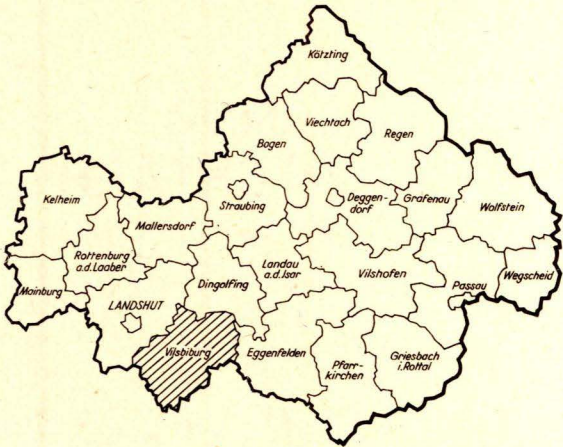 Kötzting
Viechtach
Regen
Bogen
Kelheim
Straubing
Deggen-
dorf
Grafenau
Wolfstein
Mallersdorf
Rottenburg
a.d.Laaber
Landau
a.d.Isar
Vilshofen
Wegscheid
Mainburg
Dingolfing
Passau
LANDSHUT
Vilsbiburg
Eggenfelden
Pfarr-
kirchen
Griesbach
i.Rottal